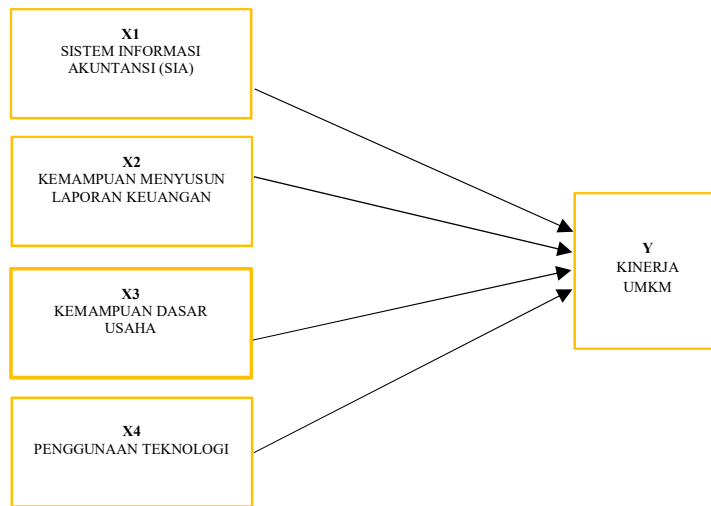 X1
SISTEM INFORMASI
AKUNTANSI (SIA)
X2
KEMAMPUAN MENYUSUN
LAPORAN KEUANGAN
X3
KEMAMPUAN DASAR
USAHA
X4
PENGGUNAAN TEKNOLOGI
Y
KINERJA
UMKM